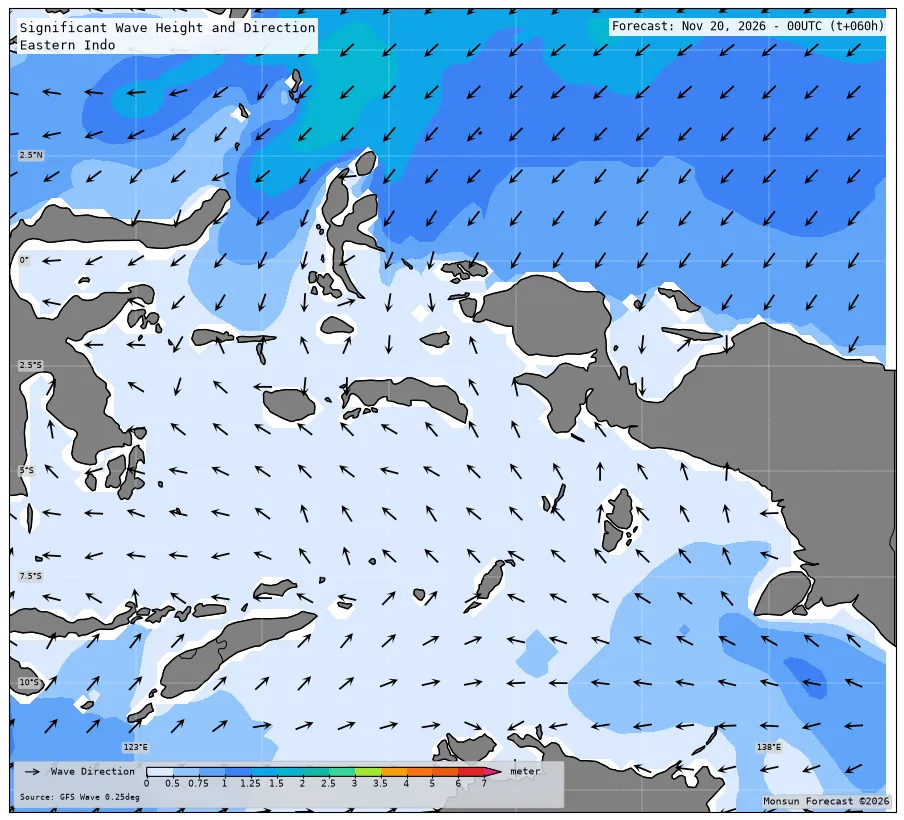 Significant Wave Height and Direction
Eastern Indo
Forecast: Nov 20, 2026 - 00UTC (t+060h)
2.5°N
0°
2.5°S
5°S
7.5°S
10°S
123°E
138°E
Wave Direction
meter
0 0.5 0.75 1 1.25 1.5 2 2.5 3 3.5 4 5 6 7
Source: GFS Wave 0.25deg
Monsun Forecast ©2026